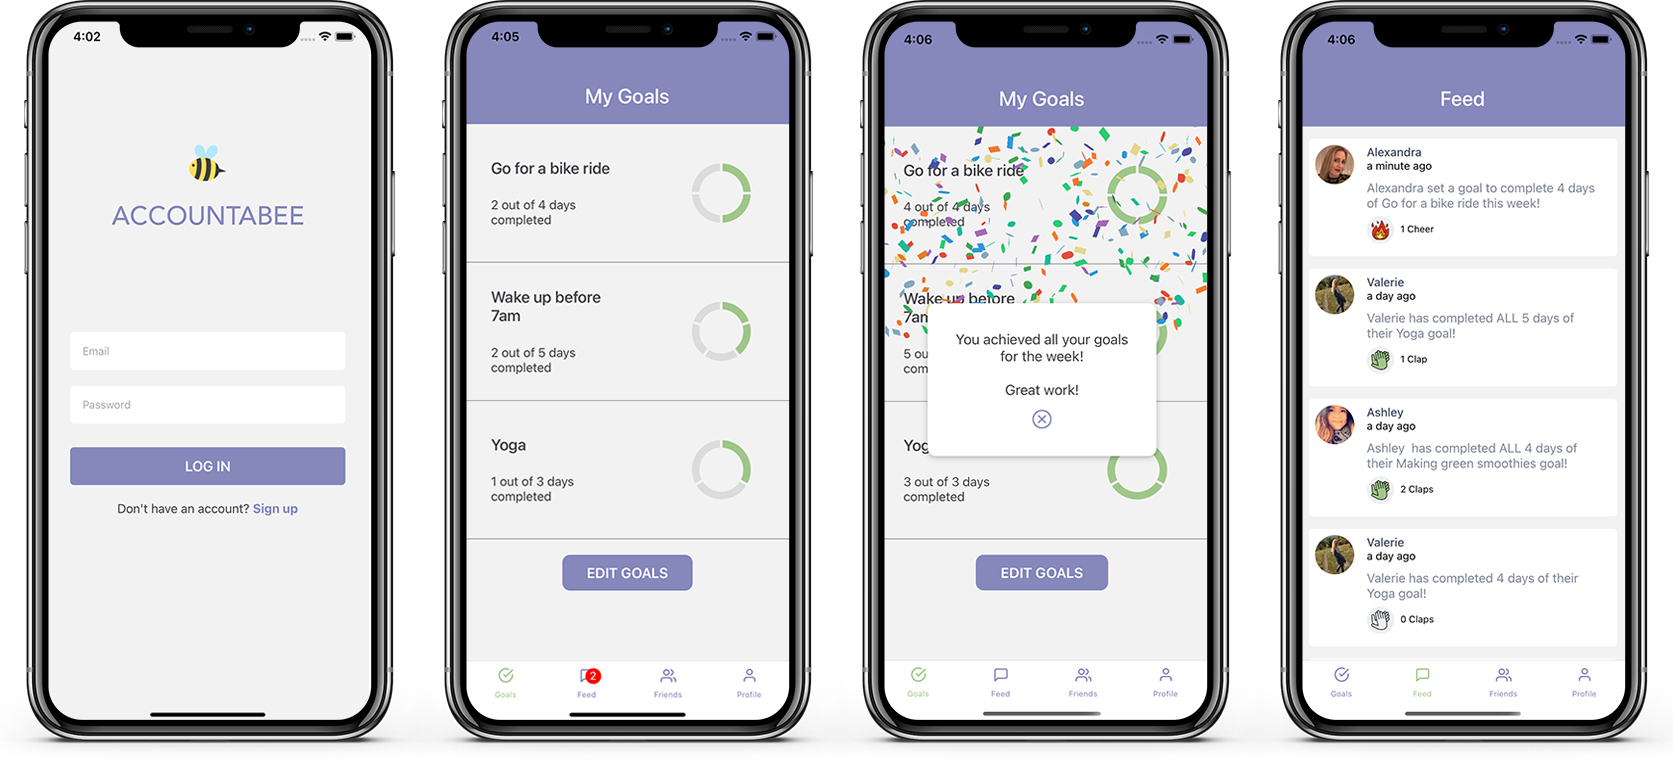 4:02
ACCOUNTABEE
Email
Password
LOG IN
Don't have an account? Sign up
4:05
My Goals
Go for a bike ride
2 out of 4 days
completed
Wake up before
7am
2 out of 5 days
completed
Yoga
1 out of 3 days
completed
EDIT GOALS
2
Goals
Feed
Friends
Profile
4:06
My Goals
Go for a bike ride
4 out of 4 days
completed
Wake up before
7am
5 ou
com
You achieved all your goals
for the week!
Great work!
Yog
3 out of 3 days
completed
EDIT GOALS
Goals
Feed
Friends
Profile
4:06
Feed
Alexandra
a minute ago
Alexandra set a goal to complete 4 days
of Go for a bike ride this week!
1 Cheer
Valerie
a day ago
Valerie has completed ALL 5 days of
their Yoga goal!
1 Clap
Ashley
a day ago
Ashley  has completed ALL 4 days of
their Making green smoothies goal!
2 Claps
Valerie
a day ago
Valerie has completed 4 days of their
Yoga goal!
0 Claps
Goals
Feed
Friends
Profile